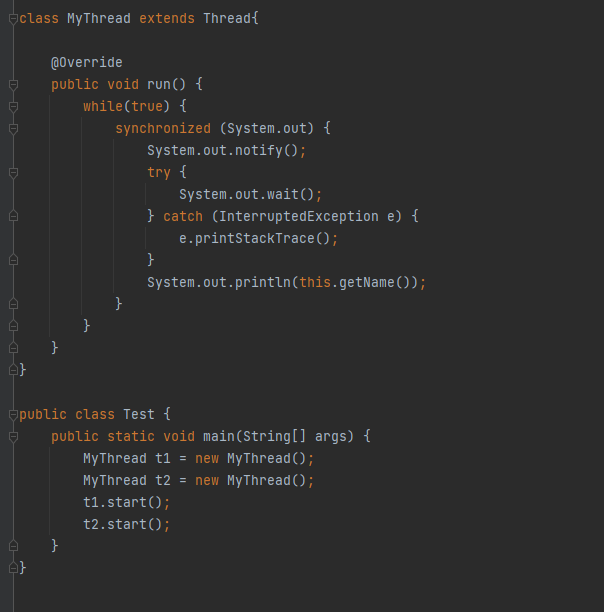 class MyThread extends Thread{
@Override
public void run() {
while(true) {
synchronized (System.out) {
System.out.notify();
try {
System.out.wait();
} catch (InterruptedException e) {
e.printStackTrace();
}
System.out.println(this.getName());
}
}
}
}
public class Test {
public static void main(String[] args) {
MyThread t1 = new MyThread();
MyThread t2 = new MyThread();
t1.start();
t2.start();
}
}